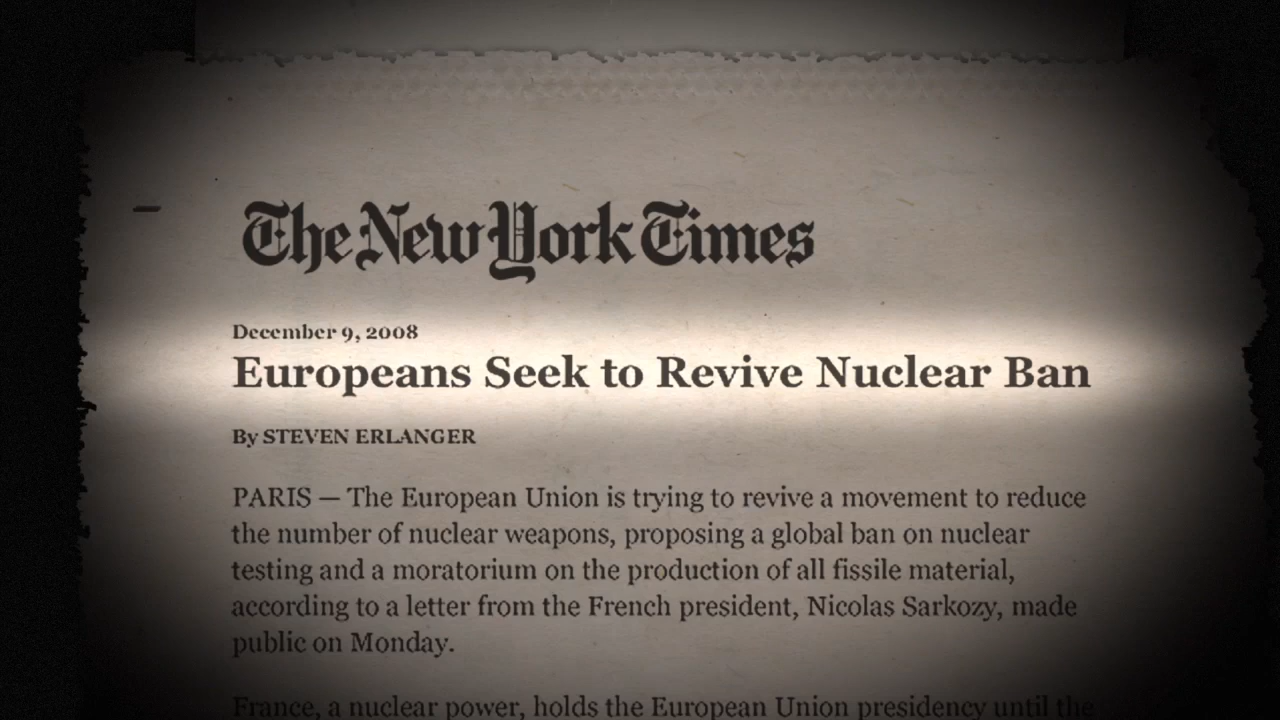 The New York Times
December 9, 2008
Europeans Seek to Revive Nuclear Ban
By STEVEN ERLANGER
PARIS — The European Union is trying to revive a movement to reduce
the number of nuclear weapons, proposing a global ban on nuclear
testing and a moratorium on the production of all fissile material,
according to a letter from the French president, Nicolas Sarkozy, made
public on Monday.
France, a nuclear power, holds the European Union presidency until the